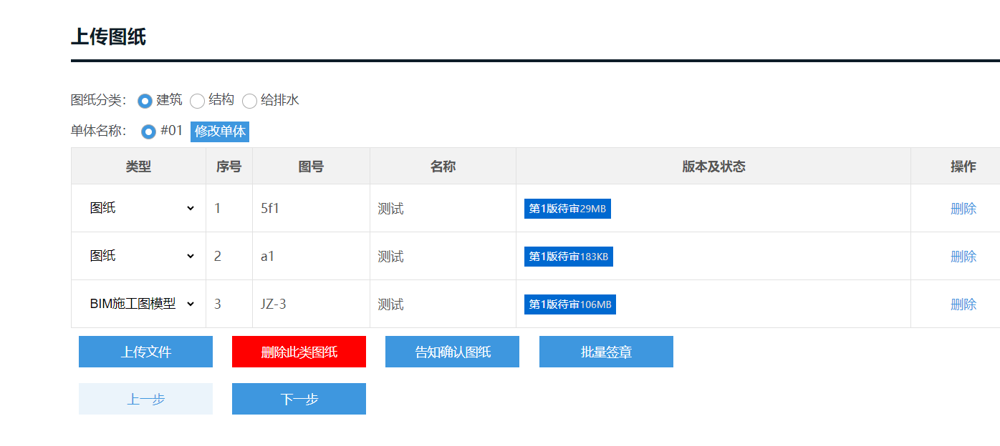 上传图纸
图纸分类： 建筑 结构 给排水
单体名称： #01 修改单体
类型 序号 图号 名称 版本及状态 操作
图纸 1 5f1 测试 第1版待审29MB 删除
图纸 2 a1 测试 第1版待审183KB 删除
BIM施工图模型 3 JZ-3 测试 第1版待审106MB 删除
上传文件 删除此类图纸 告知确认图纸 批量签章
上一步 下一步